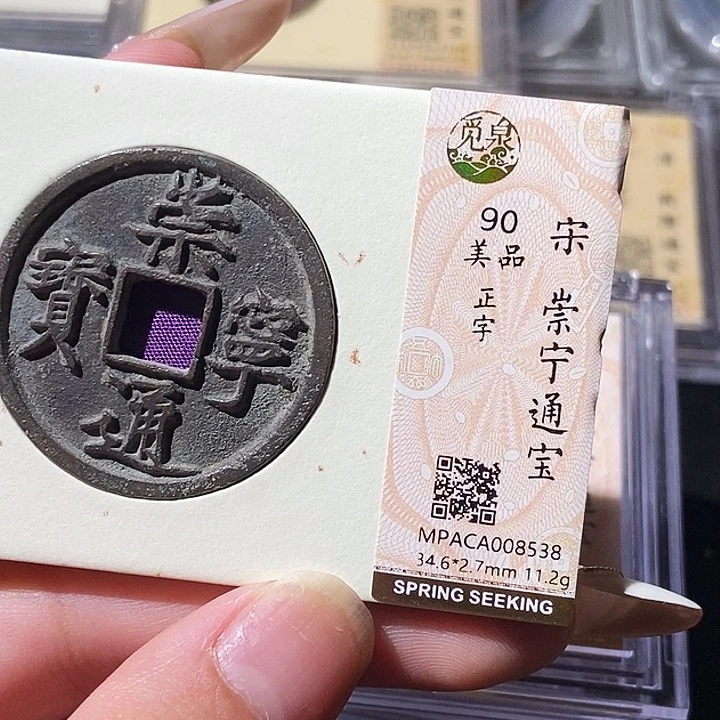 崇寧通寶
覓泉
90
美品
正字
宋 崇宁通宝
MPACA008538
34.6*2.7mm 11.2g
SPRING SEEKING